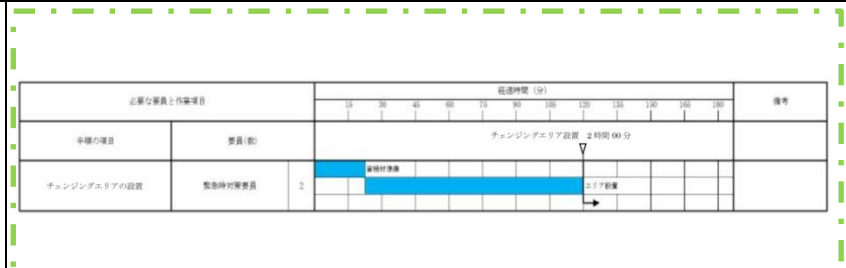 必要な要員と作業項目
経過時間（分）
15 30 45 60 75 90 105 120 135 150 165 180
備考
手順の項目
要員(数)
チェンジングエリア設置 2時間00分
チェンジングエリアの設置
緊急時対策要員
2
資機材準備
エリア設置